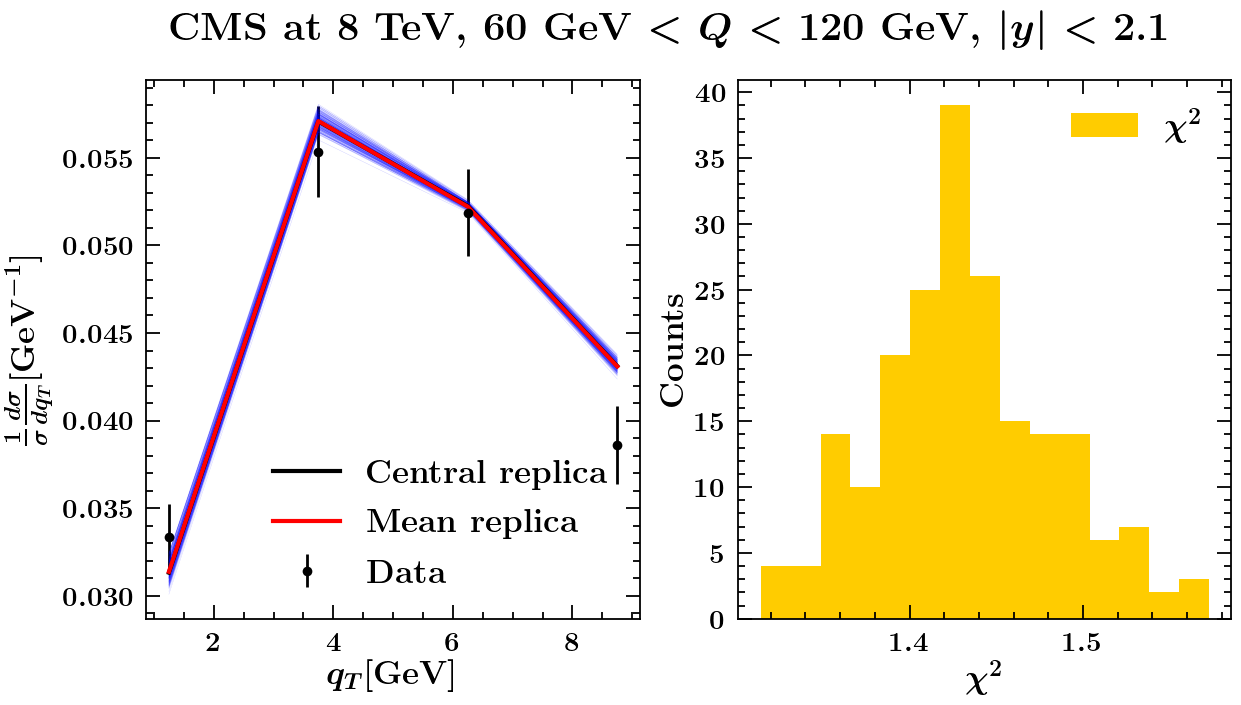 CMS at 8 TeV, 60 GeV < Q < 120 GeV, |y| < 2.1
0.055
0.050
0.045
0.040
0.035
0.030
1/σ dσ/dq_T [GeV⁻¹]
Central replica
Mean replica
Data
2 4 6 8
q_T[GeV]
40
35
30
25
20
15
10
5
0
Counts
χ²
1.4 1.5
χ²